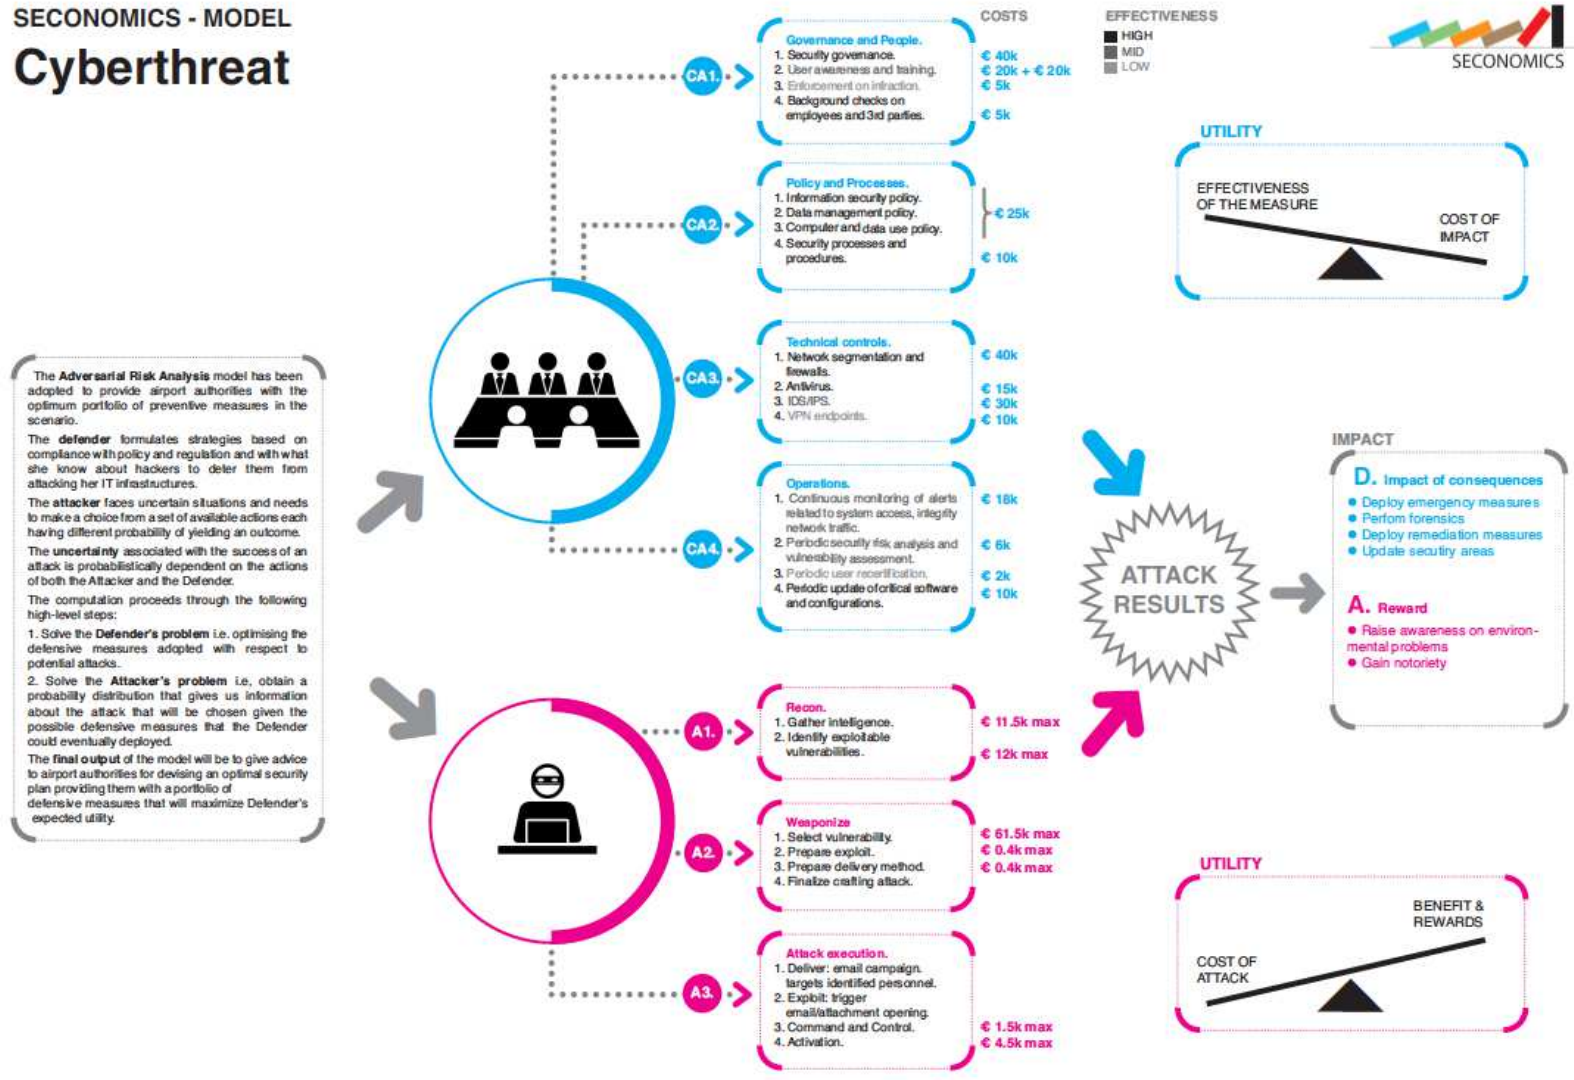 SECONOMICS - MODEL
Cyberthreat
The Adversarial Risk Analysis model has been
adopted to provide airport authorities with the
optimum portfolio of preventive measures in the
scenario.
The defender formulates strategies based on
compliance with policy and regulation and with what
she know about hackers to deter them from
attacking her IT infrastructures.
The attacker faces uncertain situations and needs
to make a choice from a set of available actions each
having different probability of yielding an outcome.
The uncertainty associated with the success of an
attack is probabilistically dependent on the actions
of both the Attacker and the Defender.
The computation proceeds through the following
high-level steps:
1. Solve the Defender's problem i.e. optimising the
defensive measures adopted with respect to
potential attacks.
2. Solve the Attacker's problem i.e, obtain a
probability distribution that gives us information
about the attack that will be chosen given the
possible defensive measures that the Defender
could eventually deployed.
The final output of the model will be to give advice
to airport authorities for devising an optimal security
plan providing them with a portfolio of
defensive measures that will maximize Defender's
expected utility.
COSTS
CA1.
Governance and People.
1. Security governance. € 40k
2. User awareness and training. € 20k + € 20k
3. Enforcement on infraction. € 5k
4. Background checks on
employees and 3rd parties. € 5k
CA2.
Policy and Processes.
1. Information security policy.
2. Data management policy. € 25k
3. Computer and data use policy.
4. Security processes and
procedures. € 10k
CA3.
Technical controls.
1. Network segmentation and € 40k
firewalls.
2. Antivirus. € 15k
3. IDS/IPS. € 30k
4. VPN endpoints. € 10k
CA4.
Operations.
1. Continuous monitoring of alerts € 18k
related to system access, integrity
network traffic.
2. Periodic security risk analysis and € 6k
vulnerability assessment.
3. Periodic user recertification. € 2k
4. Periodic update of critical software € 10k
and configurations.
A1.
Recon.
1. Gather intelligence. € 11.5k max
2. Identify exploitable
vulnerabilities. € 12k max
A2.
Weaponize
1. Select vulnerability. € 61.5k max
2. Prepare exploit. € 0.4k max
3. Prepare delivery method. € 0.4k max
4. Finalize crafting attack.
A3.
Attack execution.
1. Deliver: email campaign.
targets identified personnel.
2. Exploit: trigger
email/attachment opening.
3. Command and Control. € 1.5k max
4. Activation. € 4.5k max
EFFECTIVENESS
HIGH
MID
LOW
SECONOMICS
UTILITY
EFFECTIVENESS
OF THE MEASURE
COST OF
IMPACT
ATTACK
RESULTS
IMPACT
D. Impact of consequences
Deploy emergency measures
Perfom forensics
Deploy remediation measures
Update secutiry areas
A. Reward
Raise awareness on environ-
mental problems
Gain notoriety
UTILITY
BENEFIT &
REWARDS
COST OF
ATTACK